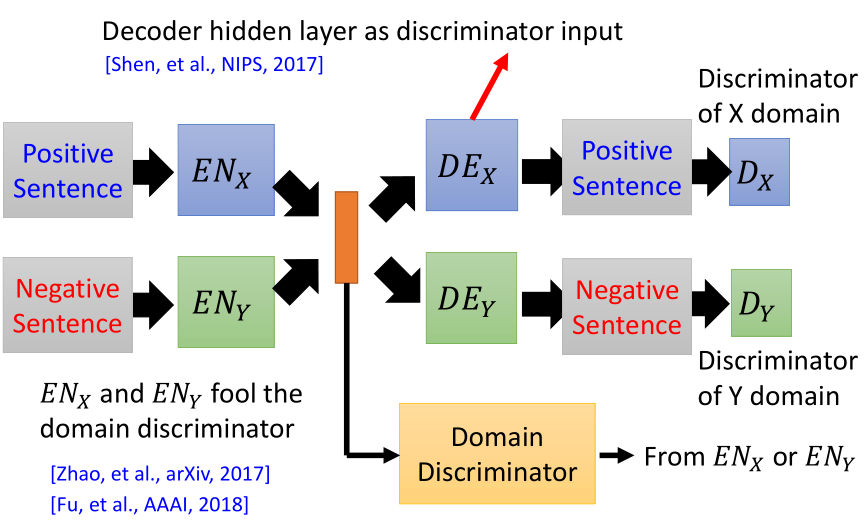 Decoder hidden layer as discriminator input
[Shen, et al., NIPS, 2017]
Discriminator
of X domain
Positive
Sentence
EN_X
DE_X
Positive
Sentence
D_X
Negative
Sentence
EN_Y
DE_Y
Negative
Sentence
D_Y
Discriminator
of Y domain
EN_X and EN_Y fool the
domain discriminator
[Zhao, et al., arXiv, 2017]
[Fu, et al., AAAI, 2018]
Domain
Discriminator
From EN_X or EN_Y